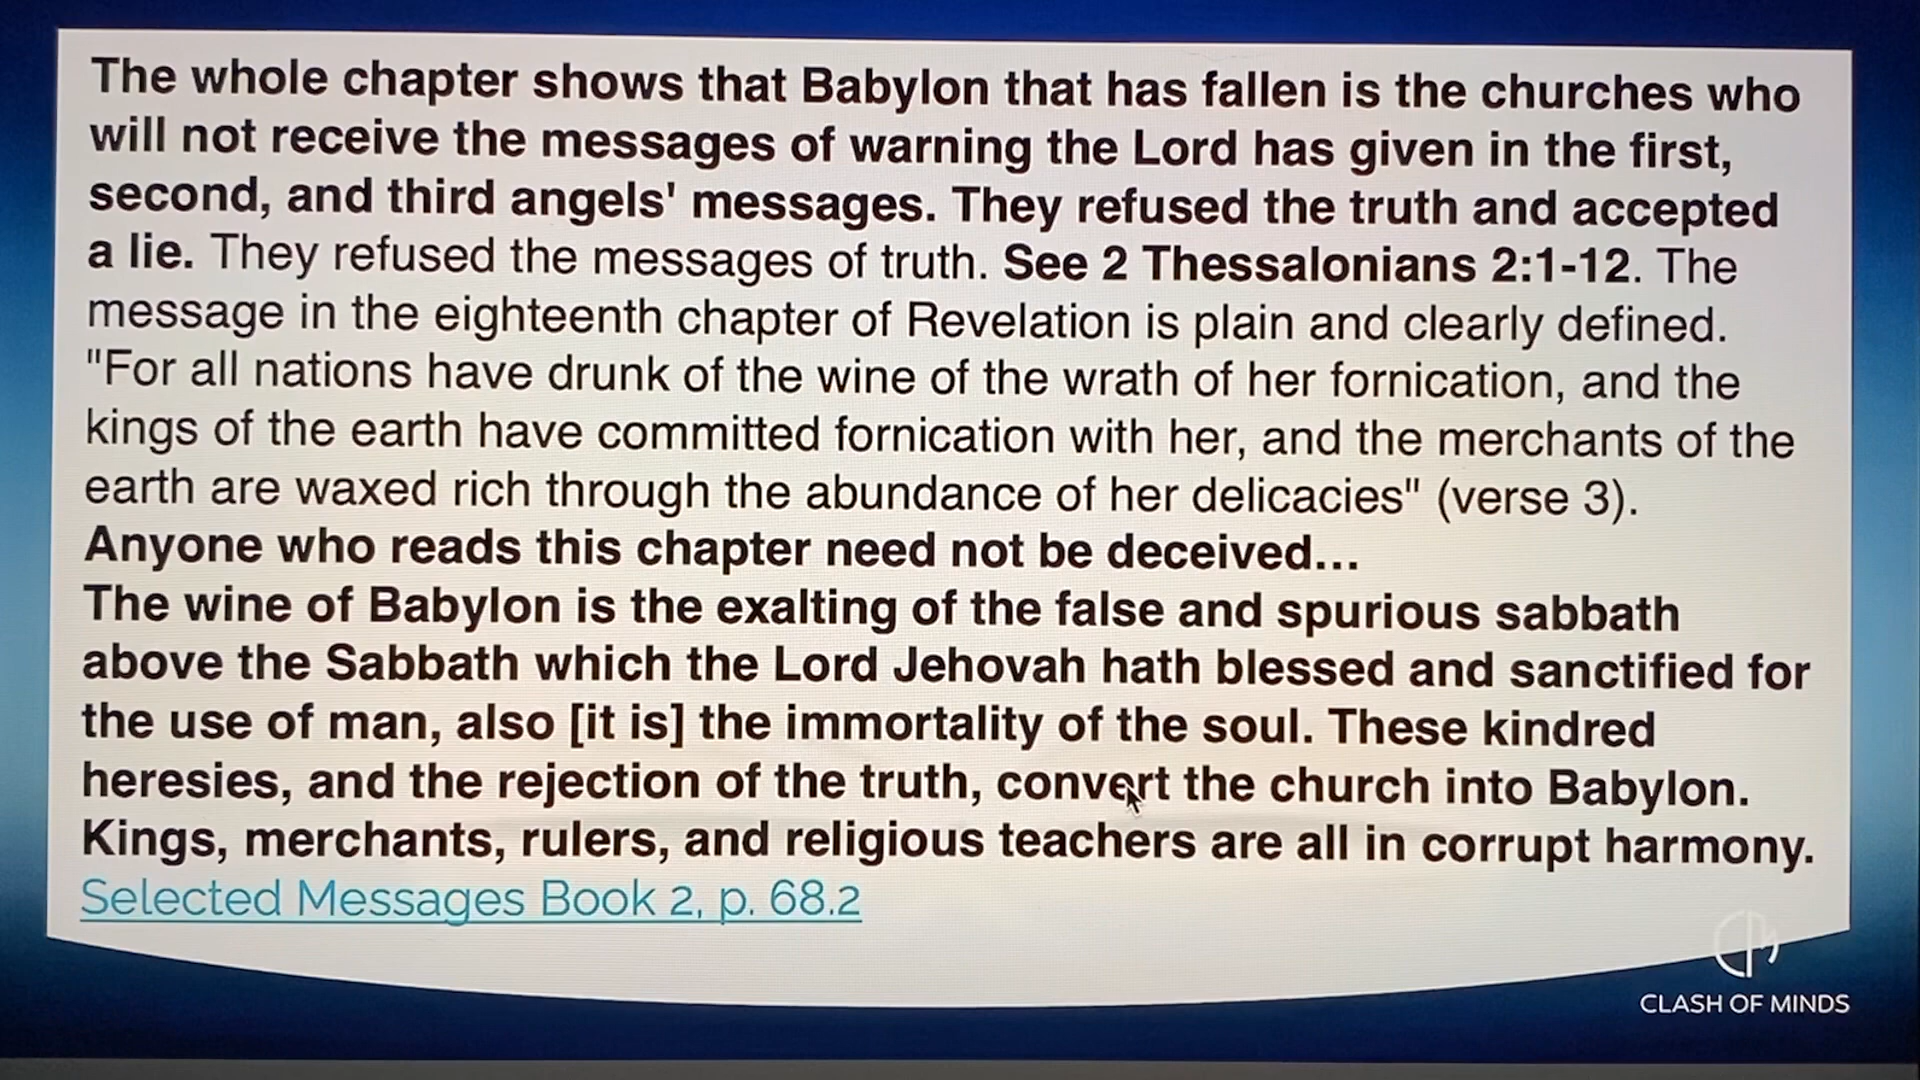 The whole chapter shows that Babylon that has fallen is the churches who
will not receive the messages of warning the Lord has given in the first,
second, and third angels' messages. They refused the truth and accepted
a lie. They refused the messages of truth. See 2 Thessalonians 2:1-12. The
message in the eighteenth chapter of Revelation is plain and clearly defined.
"For all nations have drunk of the wine of the wrath of her fornication, and the
kings of the earth have committed fornication with her, and the merchants of the
earth are waxed rich through the abundance of her delicacies" (verse 3).
Anyone who reads this chapter need not be deceived...
The wine of Babylon is the exalting of the false and spurious sabbath
above the Sabbath which the Lord Jehovah hath blessed and sanctified for
the use of man, also [it is] the immortality of the soul. These kindred
heresies, and the rejection of the truth, convert the church into Babylon.
Kings, merchants, rulers, and religious teachers are all in corrupt harmony.
Selected Messages Book 2, p. 68.2
CLASH OF MINDS